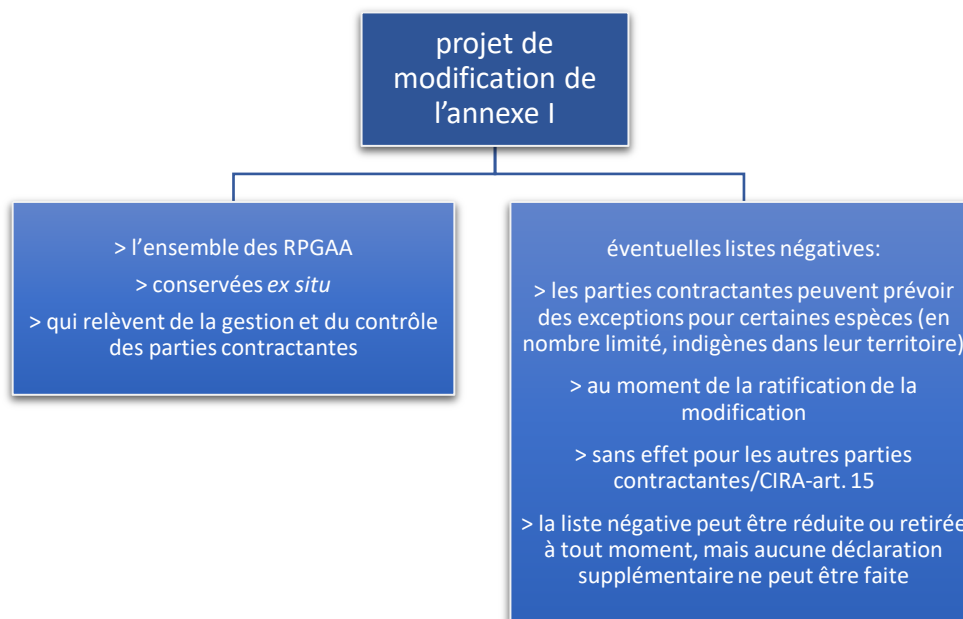 projet de
modification de
l'annexe I
> l'ensemble des RPGAA
> conservées ex situ
> qui relèvent de la gestion et du contrôle
des parties contractantes
éventuelles listes négatives:
> les parties contractantes peuvent prévoir
des exceptions pour certaines espèces (en
nombre limité, indigènes dans leur territoire)
> au moment de la ratification de la
modification
> sans effet pour les autres parties
contractantes/CIRA-art. 15
> la liste négative peut être réduite ou retirée
à tout moment, mais aucune déclaration
supplémentaire ne peut être faite